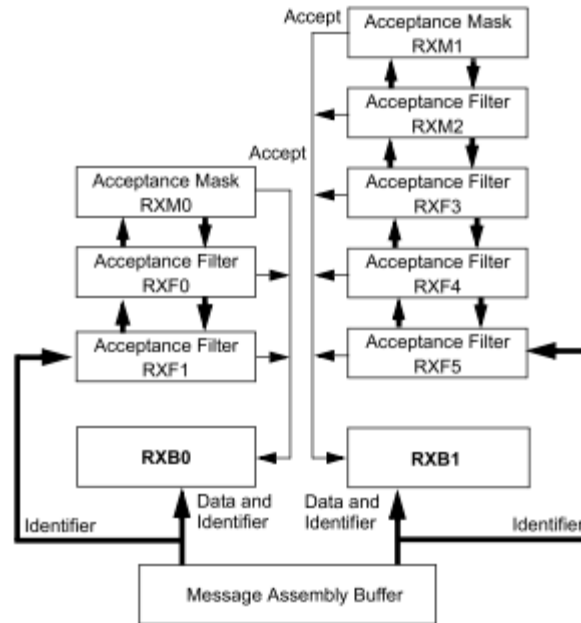 Accept
Acceptance Mask
RXM1
Acceptance Filter
RXM2
Accept
Acceptance Mask
RXM0
Acceptance Filter
RXF3
Acceptance Filter
RXF0
Acceptance Filter
RXF4
Acceptance Filter
RXF1
Acceptance Filter
RXF5
RXB0
RXB1
Data and
Identifier
Data and
Identifier
Identifier
Identifier
Message Assembly Buffer